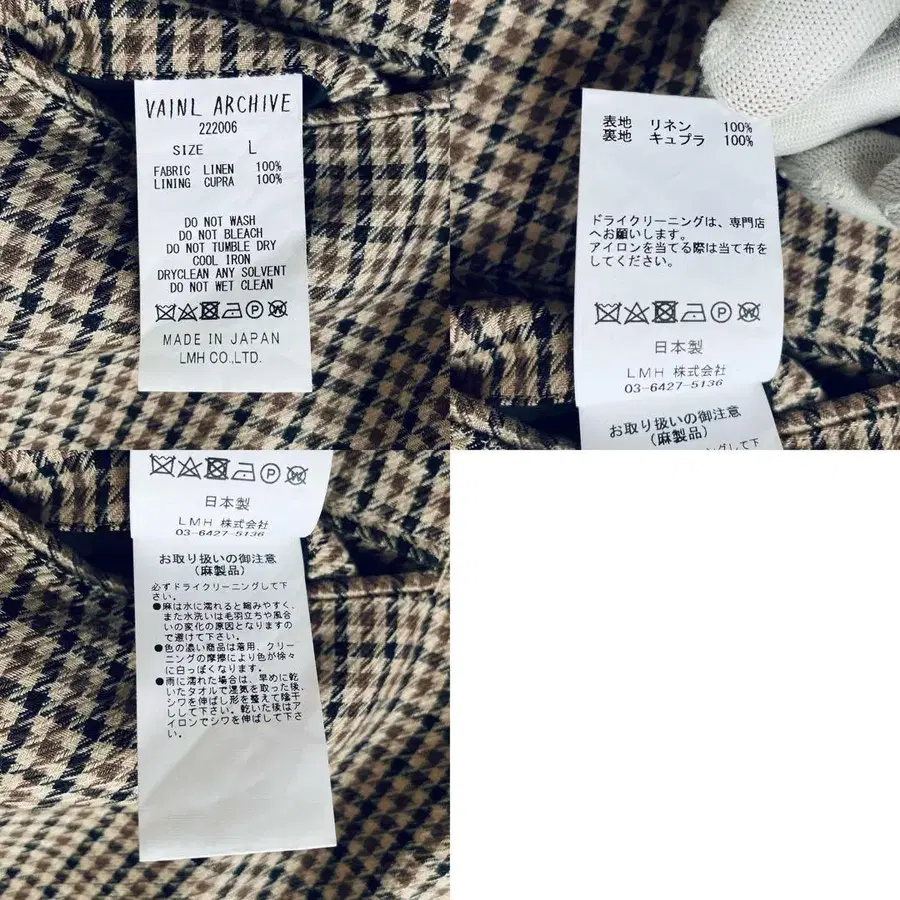 VAINL ARCHIVE
222006
SIZE L
FABRIC LINEN 100%
LINING CUPRA 100%
DO NOT WASH
DO NOT BLEACH
DO NOT TUMBLE DRY
COOL IRON
DRYCLEAN ANY SOLVENT
DO NOT WET CLEAN
MADE IN JAPAN
LMH CO.,LTD.
表地 リネン 100%
裏地 キュプラ 100%
ドライクリーニングは、専門店
へお願いします。
アイロンを当てる際は当て布を
してください。
日本製
LMH 株式会社
03-6427-5136
お取り扱いの御注意
(麻製品)
日本製
LMH 株式会社
03-6427-5136
お取り扱いの御注意
(麻製品)
必ずドライクリーニングして下
さい。
●麻は水に濡れると縮みやすく、
また水洗いは毛羽立ちや風合
いの変化の原因となりますの
で避けて下さい。
●色の濃い商品は着用、クリー
ニングの摩擦により色が徐々
に白っぽくなります。
●雨に濡れた場合は、早めに乾
いたタオルで湿気を取った後、
シワを伸ばし形を整えて陰干
しして下さい。乾いた後はア
イロンでシワを伸ばして下さ
い。